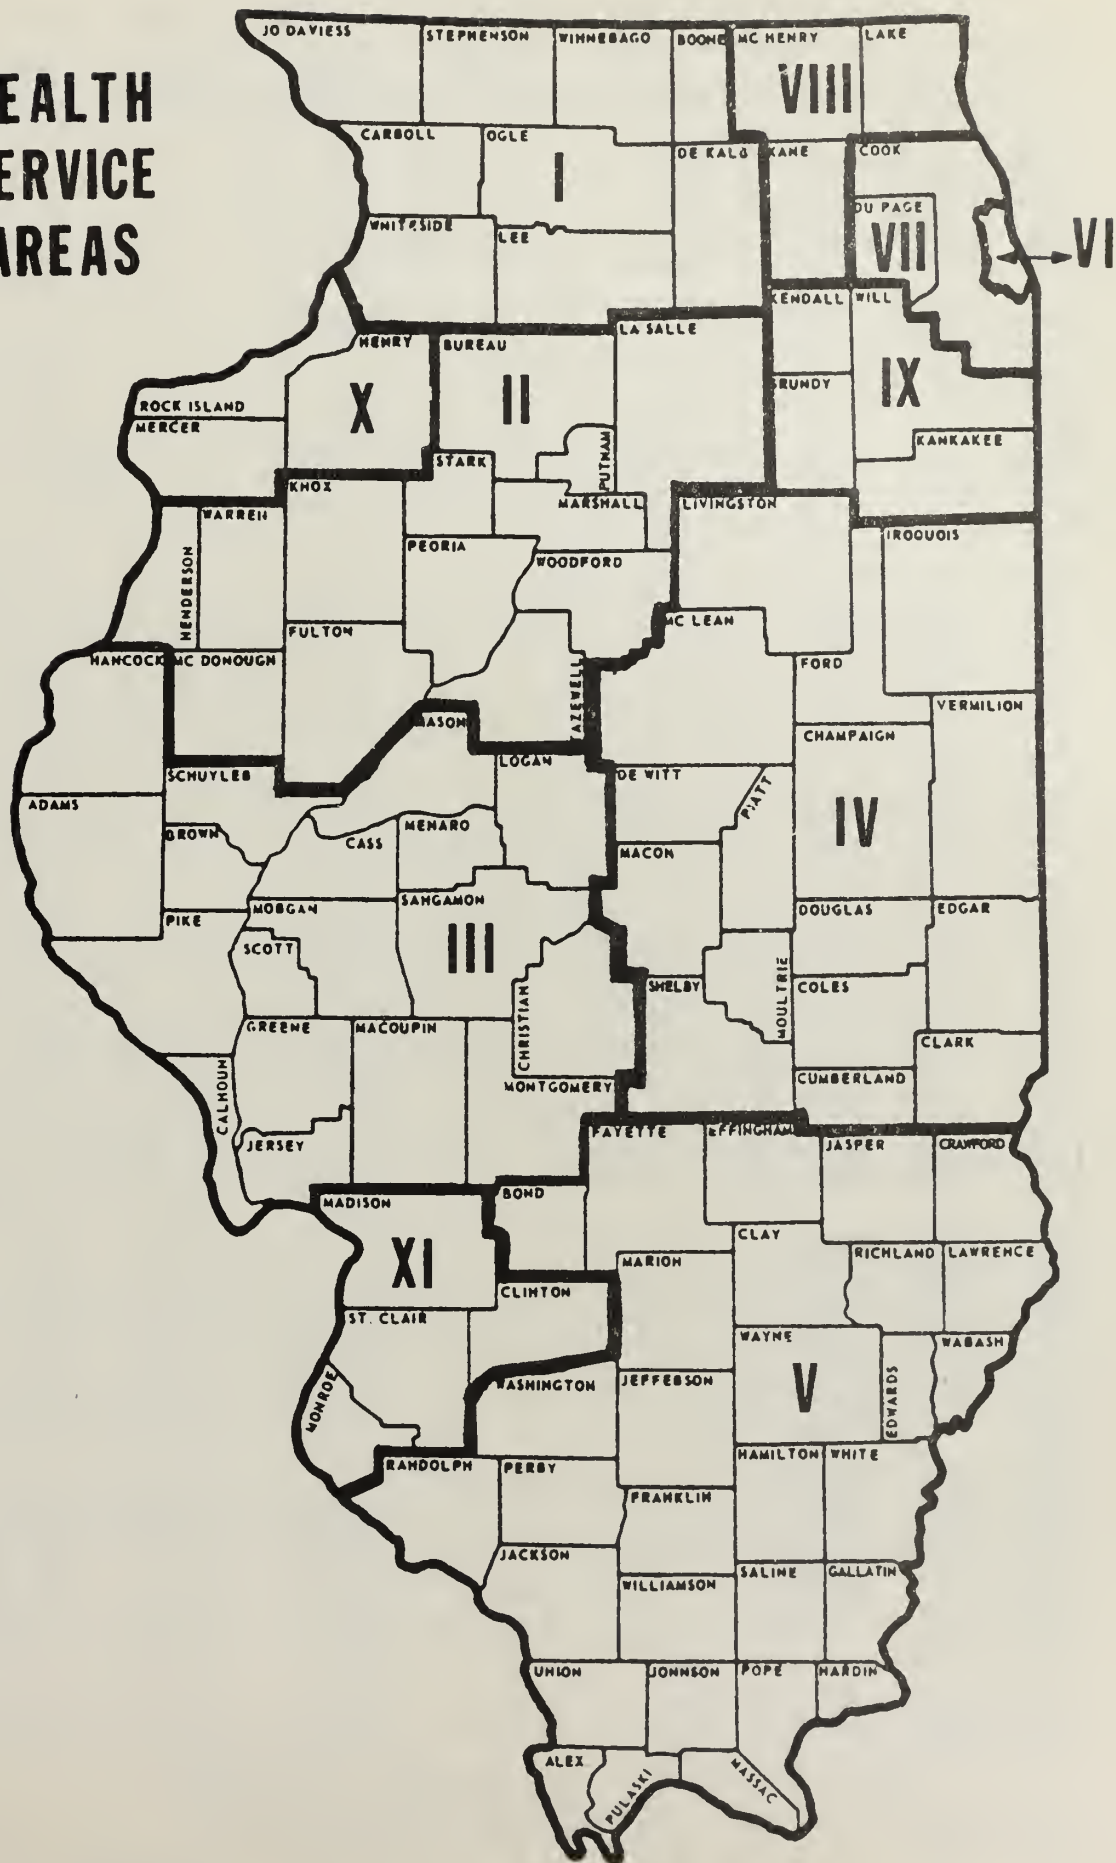 EALTH
ERVICE
AREAS
JO DAVIESS
STEPHENSON
WINNEBAGO
BOONE
MC HENRY
LAKE
VIII
CARROLL
OGLE
I
DE KALB
KANE
COOK
DU PAGE
VII
VI
WHITESIDE
LEE
KENDALL
WILL
LA SALLE
HENRY
BUREAU
X
II
GRUNDY
IX
ROCK ISLAND
MERCER
KANKAKEE
STARK
PUTNAM
KNOX
MARSHALL
LIVINGSTON
WARREN
IROQUOIS
PEORIA
WOODFORD
HENDERSON
MC LEAN
FULTON
HANCOCK
MC DONOUGH
FORD
TAZEWELL
VERMILION
MASON
CHAMPAIGN
LOGAN
SCHUYLER
DE WITT
PIATT
ADAMS
IV
BROWN
CASS
MENARD
MACON
PIKE
MORGAN
SANGAMON
DOUGLAS
EDGAR
SCOTT
III
SHELBY
MOULTRIE
COLES
CHRISTIAN
GREENE
MACOUPIN
CLARK
CALHOUN
MONTGOMERY
CUMBERLAND
JERSEY
FAYETTE
EFFINGHAM
JASPER
CRAWFORD
MADISON
BOND
CLAY
XI
MARION
RICHLAND
LAWRENCE
CLINTON
ST. CLAIR
WAYNE
WABASH
MONROE
WASHINGTON
JEFFERSON
V
EDWARDS
RANDOLPH
PERRY
HAMILTON
WHITE
FRANKLIN
JACKSON
WILLIAMSON
SALINE
GALLATIN
UNION
JOHNSON
POPE
HARDIN
ALEX
PULASKI
MASSAC